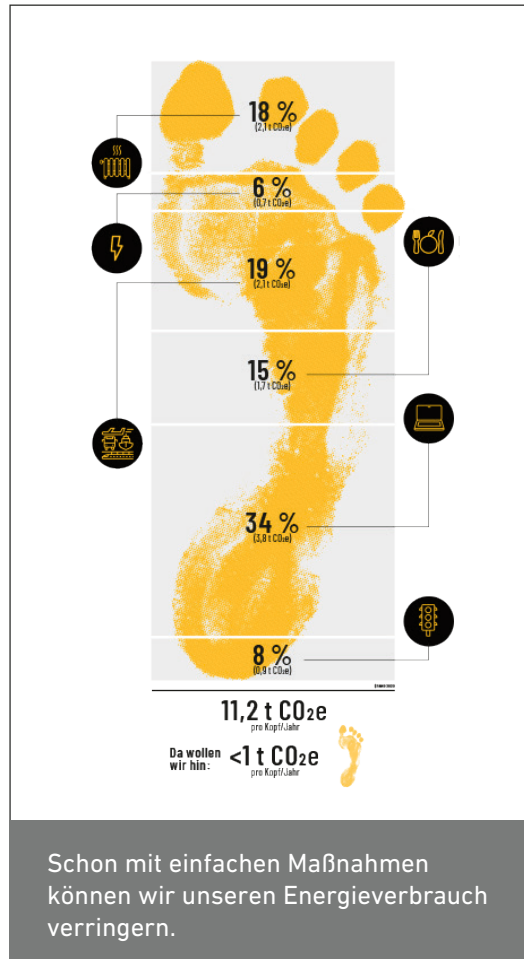 18 %
(2,1 t CO₂e)
6 %
(0,7 t CO₂e)
19 %
(2,1 t CO₂e)
15 %
(1,7 t CO₂e)
34 %
(3,8 t CO₂e)
8 %
(0,9 t CO₂e)
11,2 t CO₂e
pro Kopf/Jahr
Da wollen
wir hin:
<1 t CO₂e
pro Kopf/Jahr
Schon mit einfachen Maßnahmen
können wir unseren Energieverbrauch
verringern.